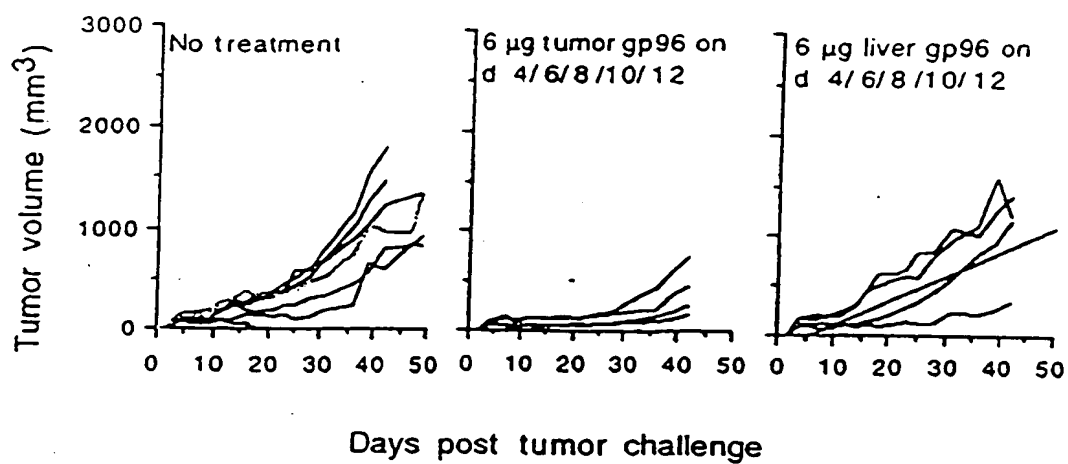 Tumor volume (mm3)
3000
2000
1000
0
No treatment
0 10 20 30 40 50
6 µg tumor gp96 on
d 4/6/8/10/12
0 10 20 30 40 50
6 µg liver gp96 on
d 4/6/8/10/12
0 10 20 30 40 50
Days post tumor challenge